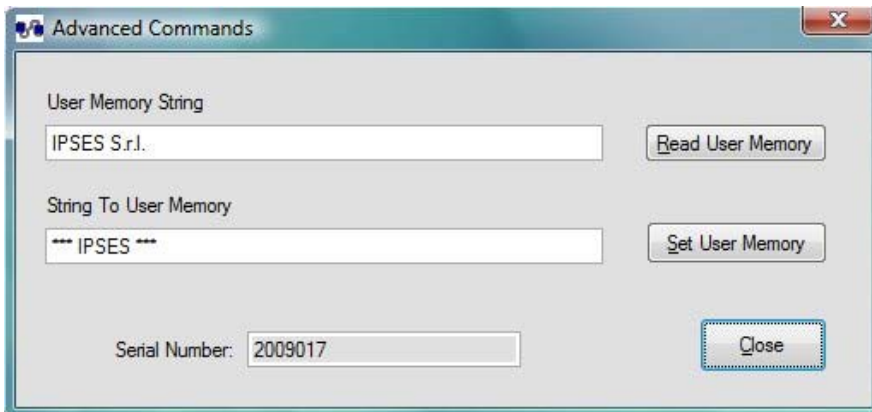 Advanced Commands
User Memory String
IPSES S.r.l.
Read User Memory
String To User Memory
*** IPSES ***
Set User Memory
Serial Number: 2009017
Close